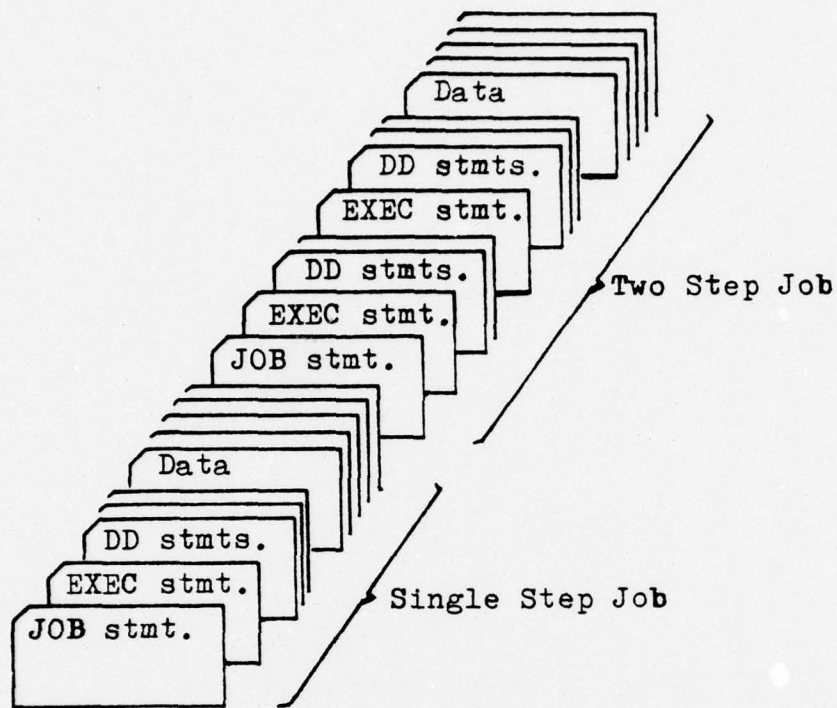 Data
DD stmts.
EXEC stmt.
DD stmts.
Two Step Job
EXEC stmt.
JOB stmt.
Data
DD stmts.
EXEC stmt.
Single Step Job
JOB stmt.